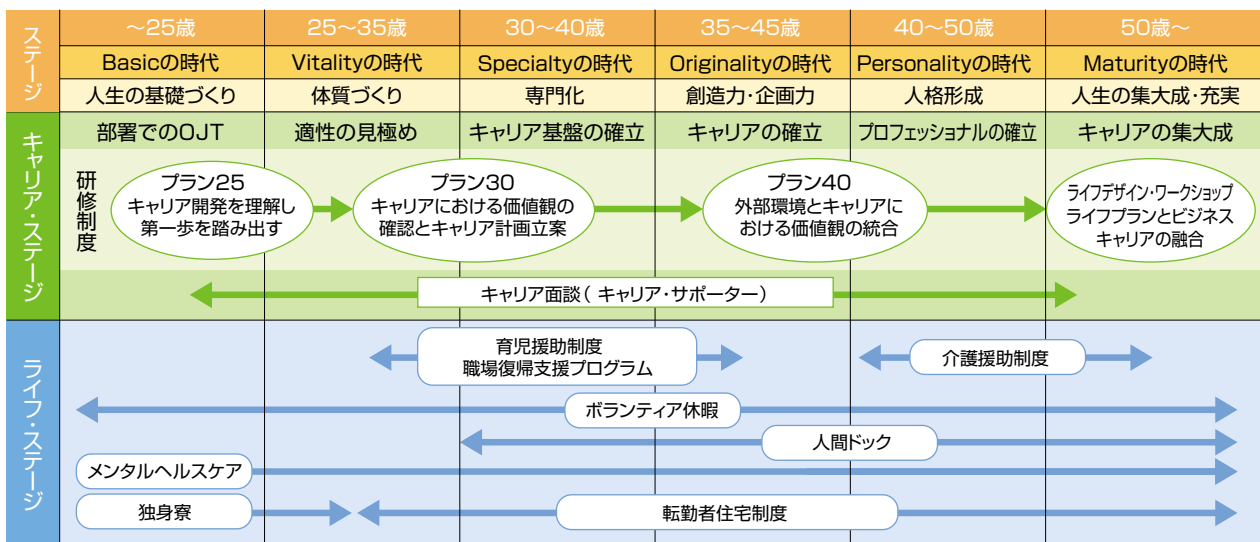 ステージ
～25歳
25～35歳
30～40歳
35～45歳
40～50歳
50歳～
Basicの時代
Vitalityの時代
Specialtyの時代
Originalityの時代
Personalityの時代
Maturityの時代
人生の基礎づくり
体質づくり
専門化
創造力・企画力
人格形成
人生の集大成・充実
キャリア・ステージ
部署でのOJT
適性の見極め
キャリア基盤の確立
キャリアの確立
プロフェッショナルの確立
キャリアの集大成
研修制度
プラン25
キャリア開発を理解し
第一歩を踏み出す
プラン30
キャリアにおける価値観の
確認とキャリア計画立案
プラン40
外部環境とキャリアに
おける価値観の統合
ライフデザイン・ワークショップ
ライフプランとビジネス
キャリアの融合
キャリア面談（キャリア・サポーター）
ライフ・ステージ
育児援助制度
職場復帰支援プログラム
介護援助制度
ボランティア休暇
人間ドック
メンタルヘルスケア
独身寮
転勤者住宅制度